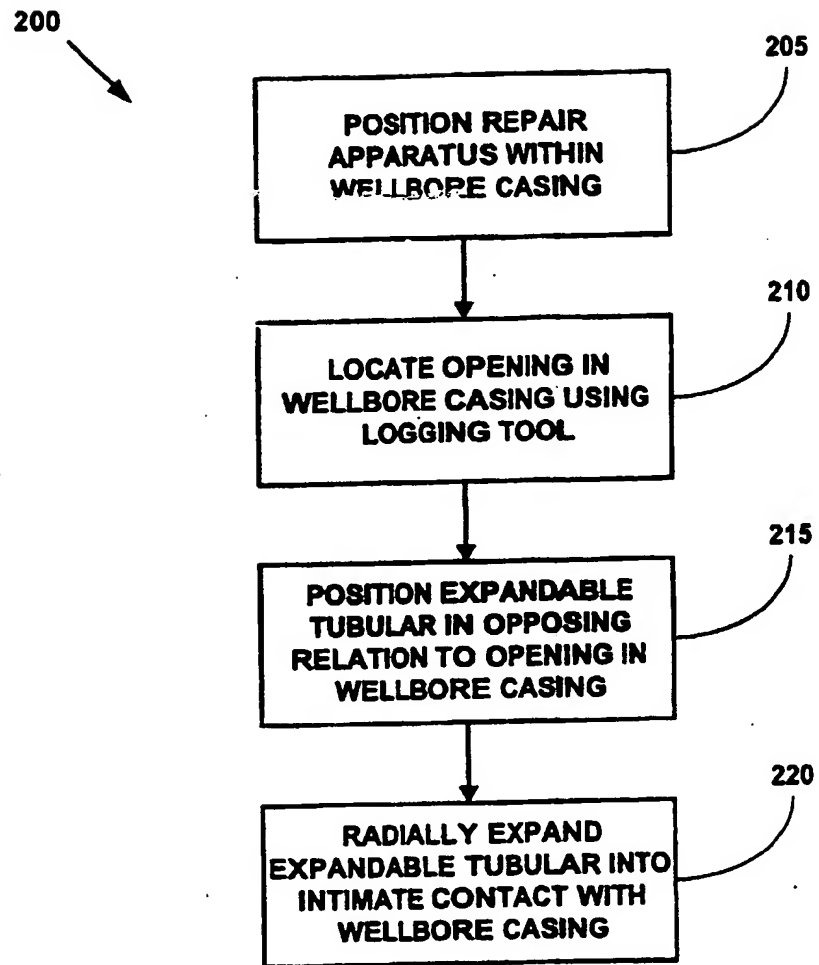 200
205
POSITION REPAIR
APPARATUS WITHIN
WELLBORE CASING
210
LOCATE OPENING IN
WELLBORE CASING USING
LOGGING TOOL
215
POSITION EXPANDABLE
TUBULAR IN OPPOSING
RELATION TO OPENING IN
WELLBORE CASING
220
RADIALLY EXPAND
EXPANDABLE TUBULAR INTO
INTIMATE CONTACT WITH
WELLBORE CASING